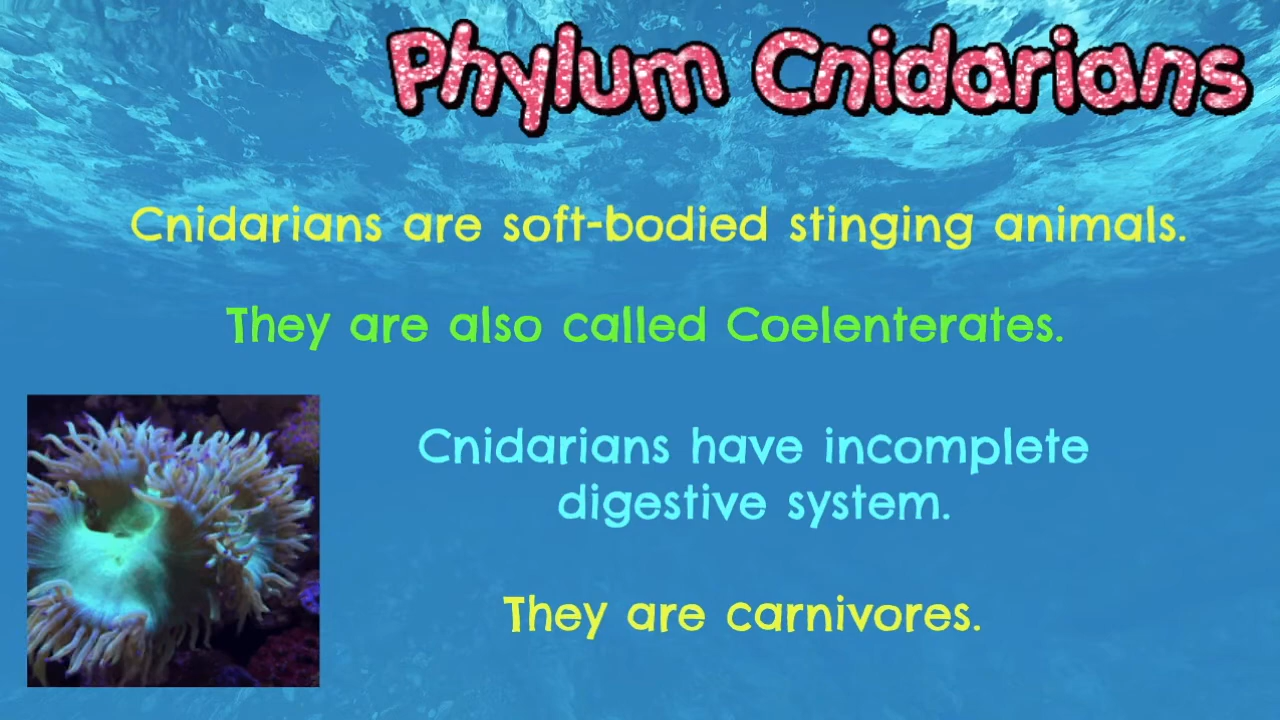 Phylum Cnidarians
Cnidarians are soft-bodied stinging animals.
They are also called Coelenterates.
Cnidarians have incomplete
digestive system.
They are carnivores.